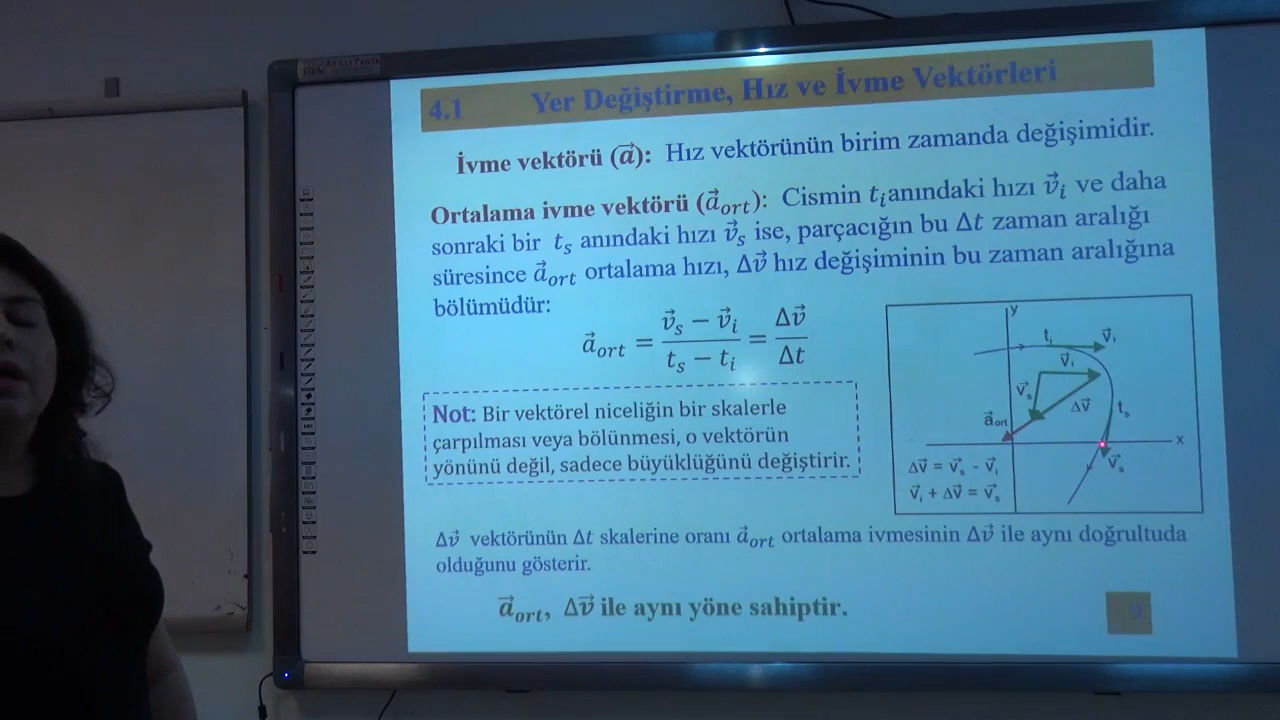 AKILLI TAHTA
4.1 Yer Değiştirme, Hız ve İvme Vektörleri
İvme vektörü (a⃗): Hız vektörünün birim zamanda değişimidir.
Ortalama ivme vektörü (a⃗ort): Cismin ti anındaki hızı v⃗i ve daha
sonraki bir ts anındaki hızı v⃗s ise, parçacığın bu Δt zaman aralığı
süresince a⃗ort ortalama hızı, Δv⃗ hız değişiminin bu zaman aralığına
bölümüdür:
a⃗ort = (v⃗s − v⃗i) / (ts − ti) = Δv⃗ / Δt
Not: Bir vektörel niceliğin bir skalerle
çarpılması veya bölünmesi, o vektörün
yönünü değil, sadece büyüklüğünü değiştirir.
y
ti v⃗i
v⃗i
v⃗s
Δv⃗ ts
a⃗ort
x
v⃗s
Δv⃗ = v⃗s - v⃗i
v⃗i + Δv⃗ = v⃗s
Δv⃗ vektörünün Δt skalerine oranı a⃗ort ortalama ivmesinin Δv⃗ ile aynı doğrultuda
olduğunu gösterir.
a⃗ort, Δv⃗ ile aynı yöne sahiptir.
9